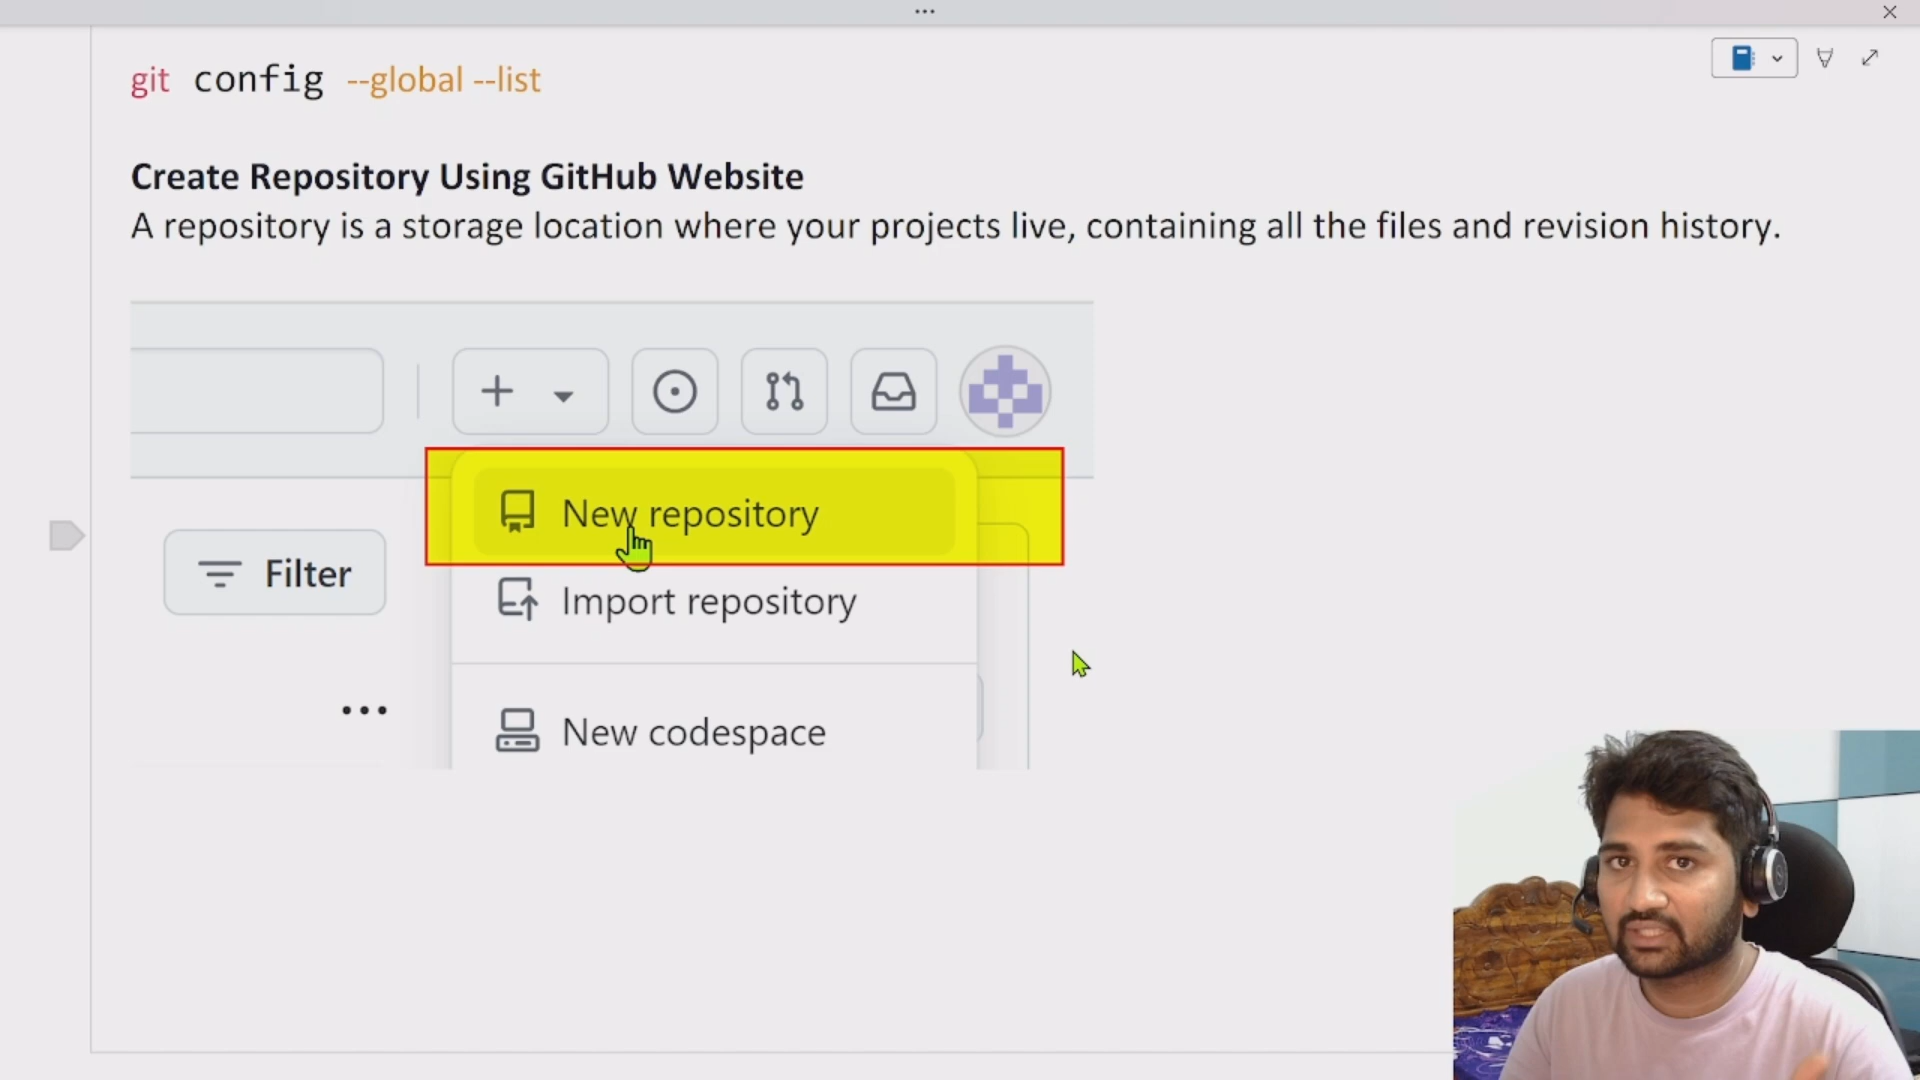 git config --global --list
Create Repository Using GitHub Website
A repository is a storage location where your projects live, containing all the files and revision history.
New repository
Filter
Import repository
New codespace